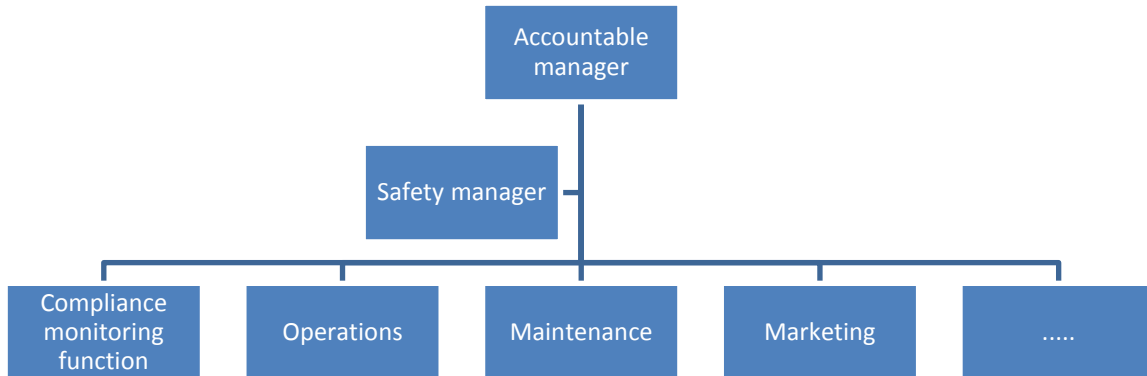 Accountable
manager
Safety manager
Compliance
monitoring
function
Operations
Maintenance
Marketing
.....